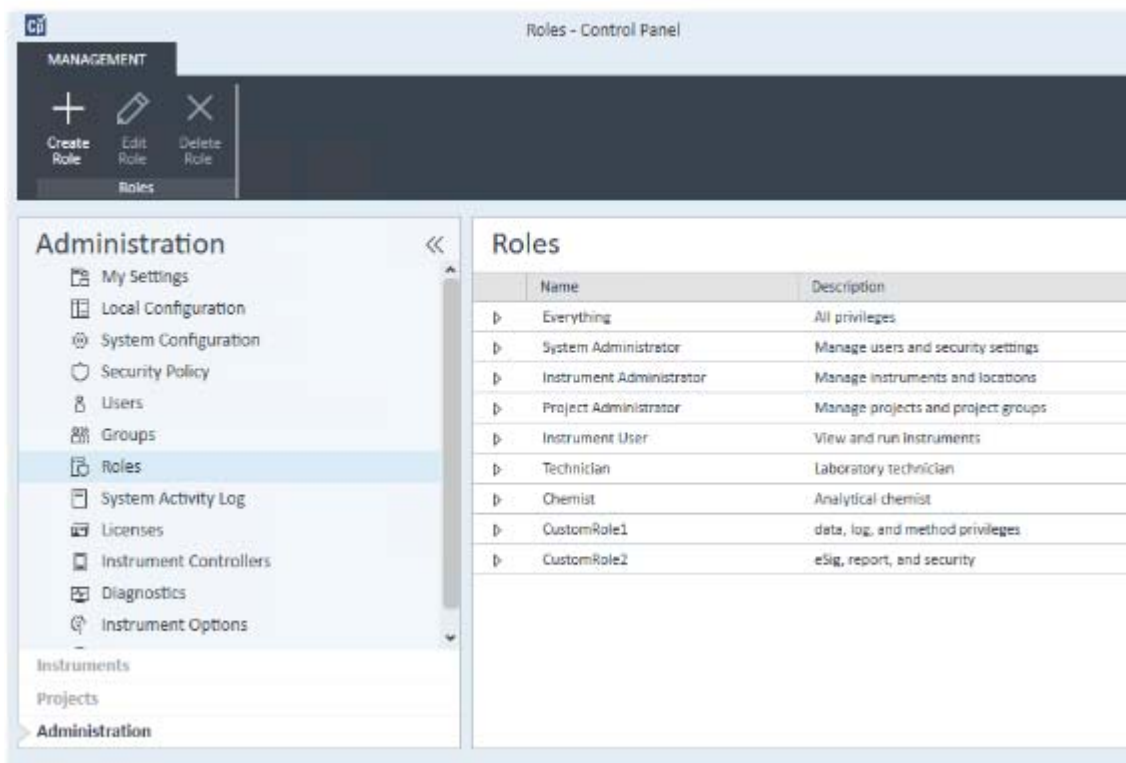 Cp
Roles - Control Panel
MANAGEMENT
Create Role
Edit Role
Delete Role
Roles
Administration
My Settings
Local Configuration
System Configuration
Security Policy
Users
Groups
Roles
System Activity Log
Licenses
Instrument Controllers
Diagnostics
Instrument Options
Instruments
Projects
Administration
Roles
Name Description
Everything All privileges
System Administrator Manage users and security settings
Instrument Administrator Manage instruments and locations
Project Administrator Manage projects and project groups
Instrument User View and run instruments
Technician Laboratory technician
Chemist Analytical chemist
CustomRole1 data, log, and method privileges
CustomRole2 eSig, report, and security